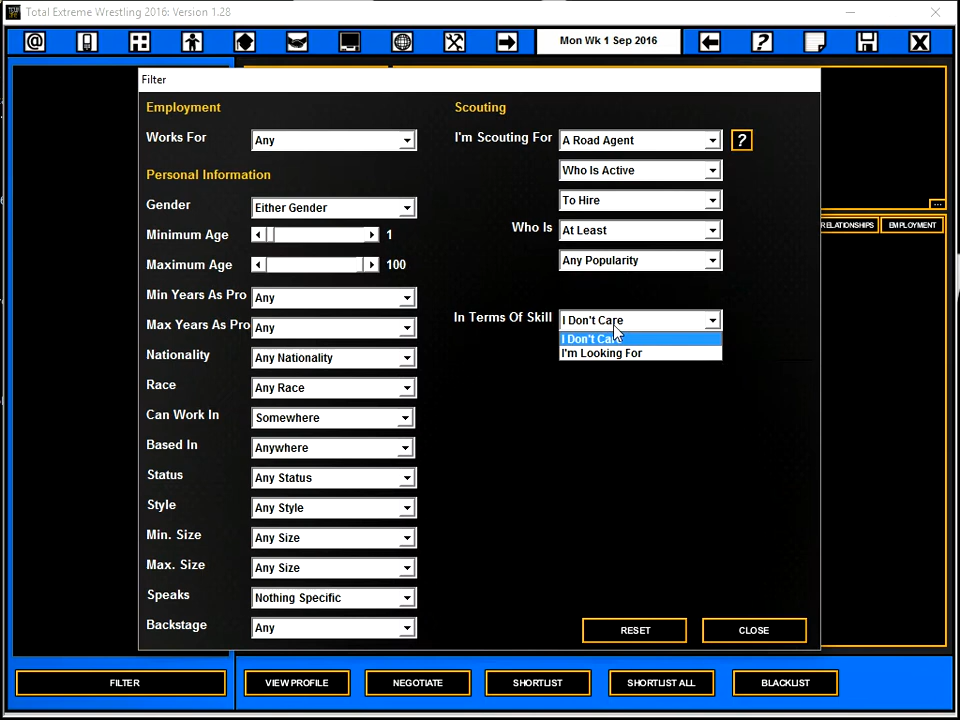 Total Extreme Wrestling 2016: Version 1.28
@
Mon Wk 1 Sep 2016
?
X
Filter
Employment
Works For
Any
Personal Information
Gender
Either Gender
Minimum Age
1
Maximum Age
100
Min Years As Pro
Any
Max Years As Pro
Any
Nationality
Any Nationality
Race
Any Race
Can Work In
Somewhere
Based In
Anywhere
Status
Any Status
Style
Any Style
Min. Size
Any Size
Max. Size
Any Size
Speaks
Nothing Specific
Backstage
Any
Scouting
I'm Scouting For
A Road Agent
?
Who Is Active
To Hire
Who Is
At Least
Any Popularity
In Terms Of Skill
I Don't Care
I Don't Care
I'm Looking For
RESET
CLOSE
...
RELATIONSHIPS
EMPLOYMENT
FILTER
VIEW PROFILE
NEGOTIATE
SHORTLIST
SHORTLIST ALL
BLACKLIST